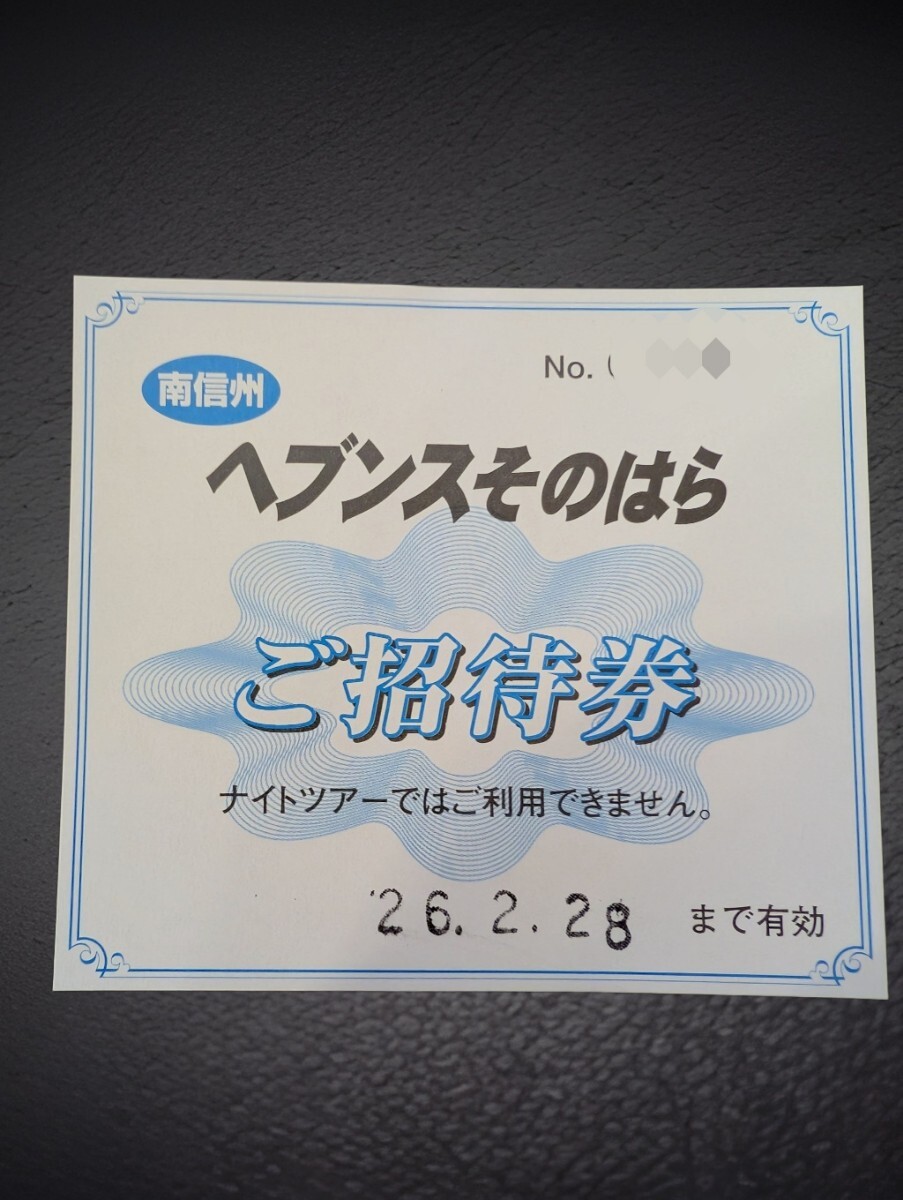 No.
南信州
ヘブンスそのはら
ご招待券
ナイトツアーではご利用できません。
'26.2.28 まで有効